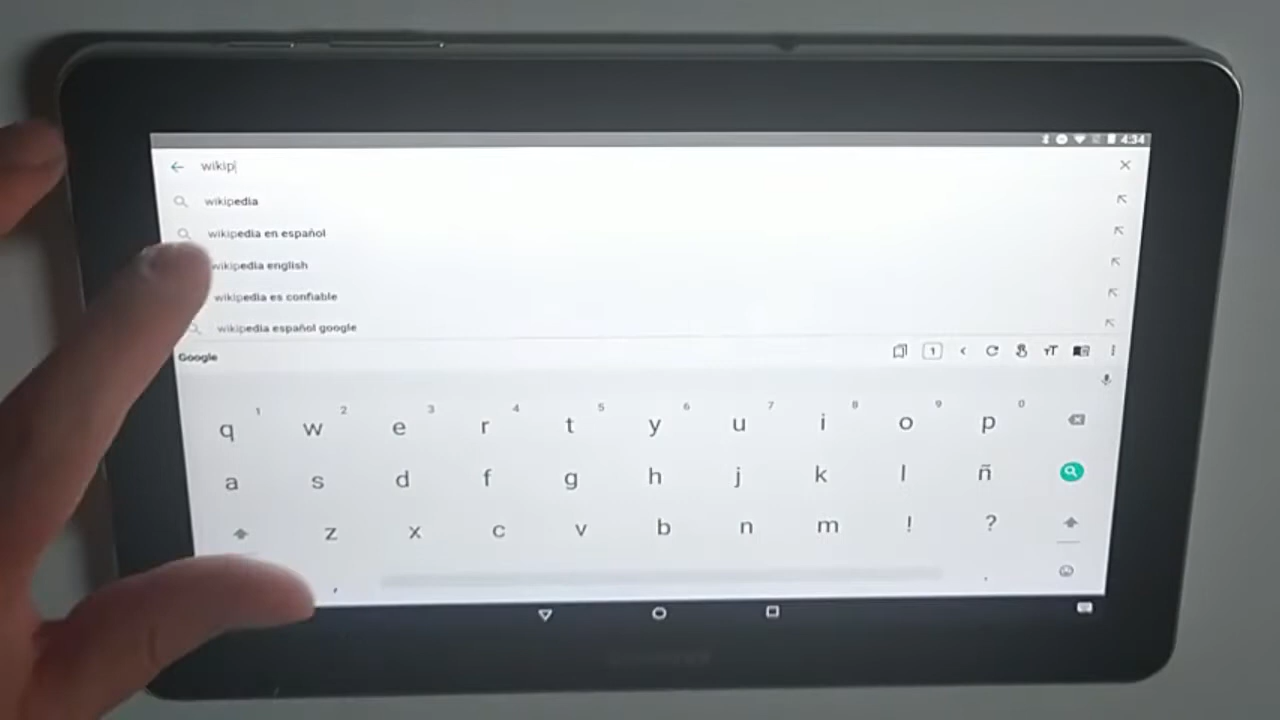 4:34
wikip
wikipedia
wikipedia en español
wikipedia english
wikipedia es confiable
wikipedia español google
Google
1
1 2 3 4 5 6 7 8 9 0
q w e r t y u i o p
a s d f g h j k l ñ
z x c v b n m ! ?
, .